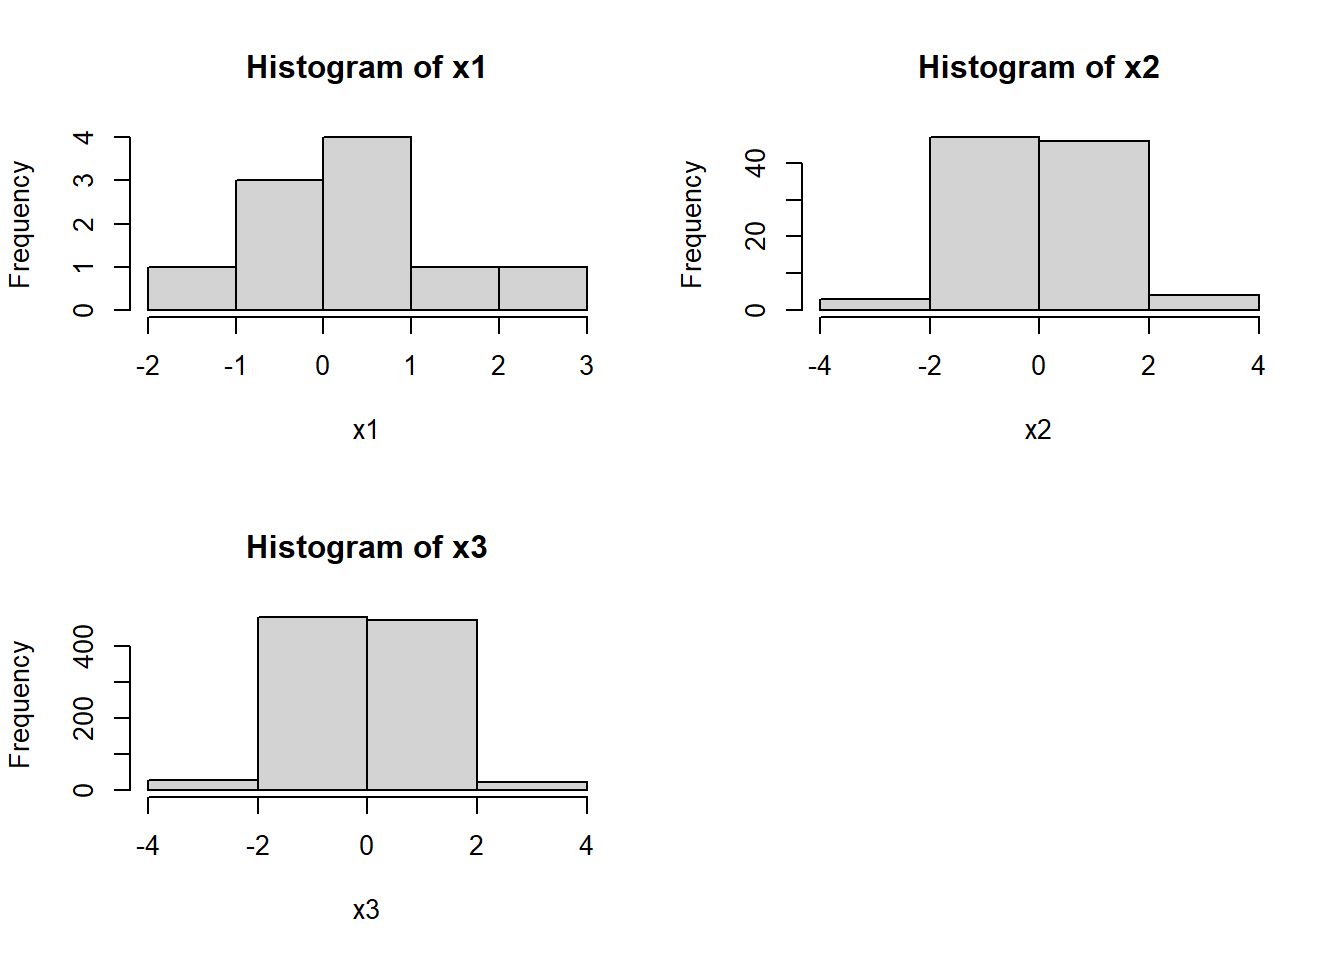 Histogram of x1
Frequency
4
3
2
1
0
-2 -1 0 1 2 3
x1
Histogram of x2
Frequency
40
20
0
-4 -2 0 2 4
x2
Histogram of x3
Frequency
400
200
0
-4 -2 0 2 4
x3